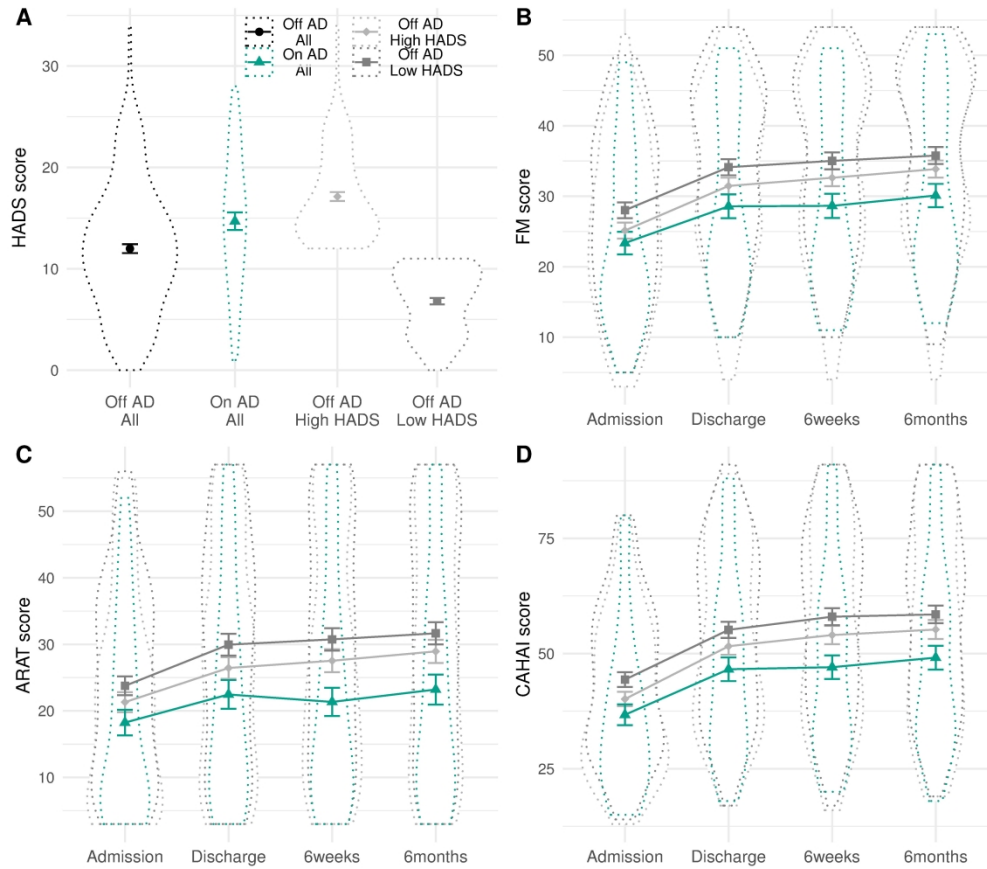 A
HADS score
30
20
10
0
Off AD
All
On AD
All
Off AD
High HADS
Off AD
Low HADS
Off AD
All
On AD
All
Off AD
High HADS
Off AD
Low HADS
B
FM score
50
40
30
20
10
Admission
Discharge
6weeks
6months
C
ARAT score
50
40
30
20
10
Admission
Discharge
6weeks
6months
D
CAHAI score
75
50
25
Admission
Discharge
6weeks
6months